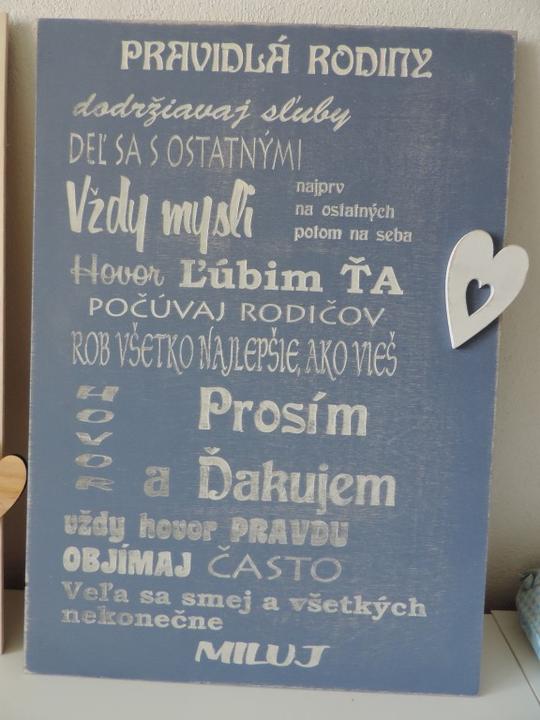 PRAVIDLÁ RODINY
dodržiavaj sľuby
DEĽ SA S OSTATNÝMI
Vždy mysli najprv
na ostatných
potom na seba
Hovor Ľúbim ŤA
POČÚVAJ RODIČOV
ROB VŠETKO NAJLEPŠIE, AKO VIEŠ
HOVOR Prosím
a Ďakujem
vždy hovor PRAVDU
OBJÍMAJ ČASTO
Veľa sa smej a všetkých
nekonečne
MILUJ